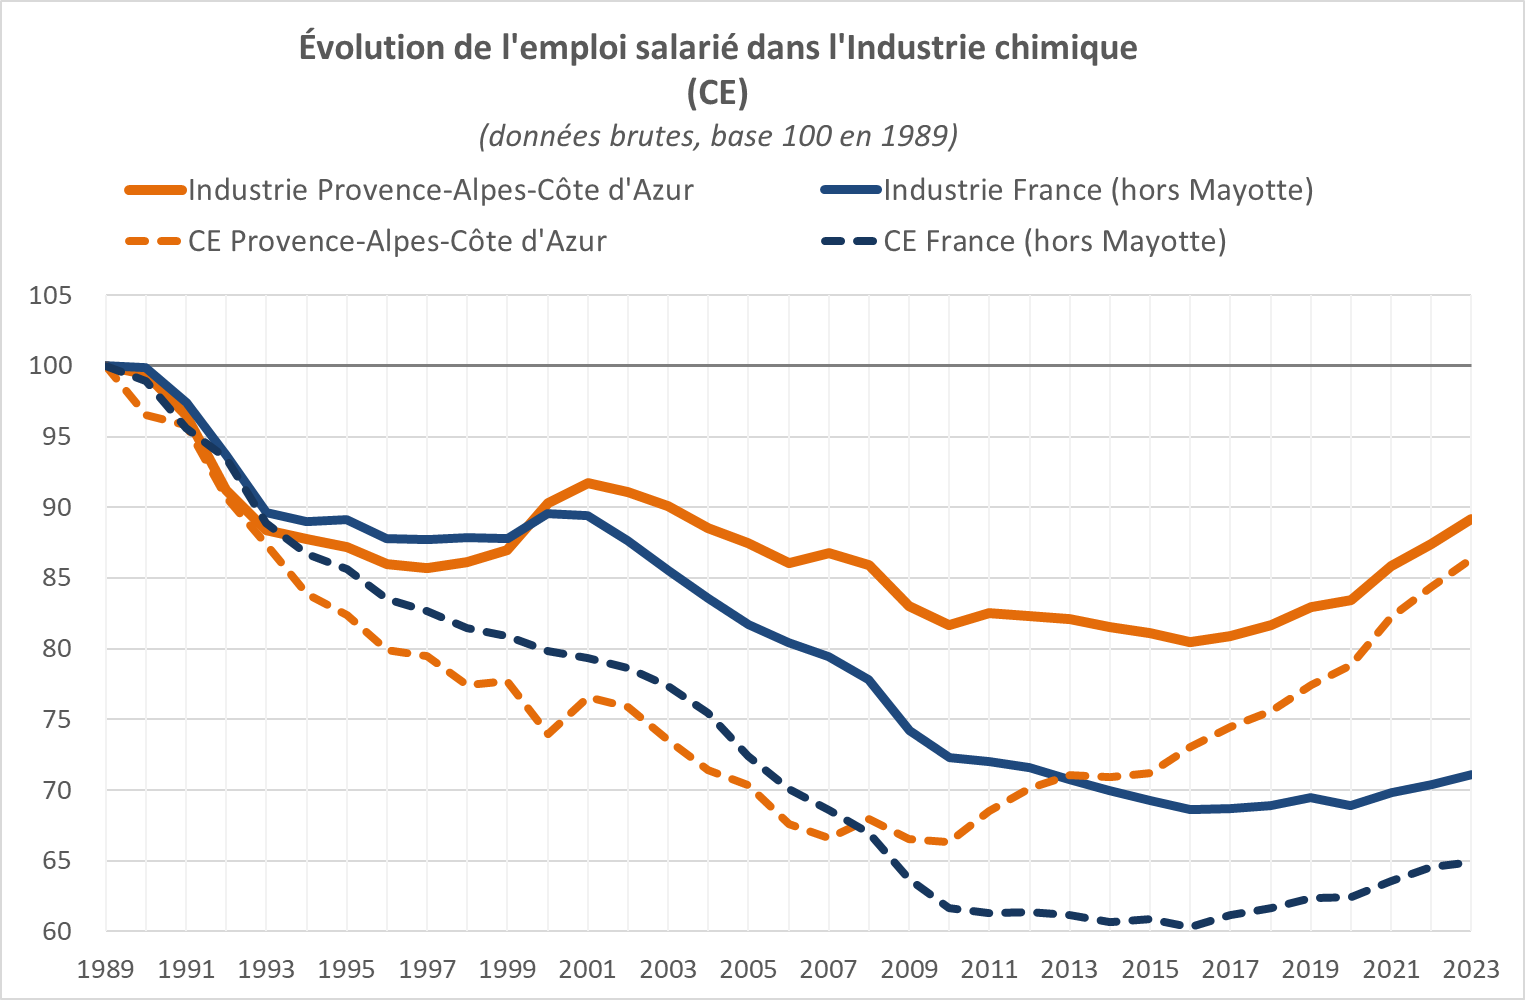 Évolution de l'emploi salarié dans l'Industrie chimique
(CE)
(données brutes, base 100 en 1989)
Industrie Provence-Alpes-Côte d'Azur
Industrie France (hors Mayotte)
CE Provence-Alpes-Côte d'Azur
CE France (hors Mayotte)
105
100
95
90
85
80
75
70
65
60
1989 1991 1993 1995 1997 1999 2001 2003 2005 2007 2009 2011 2013 2015 2017 2019 2021 2023